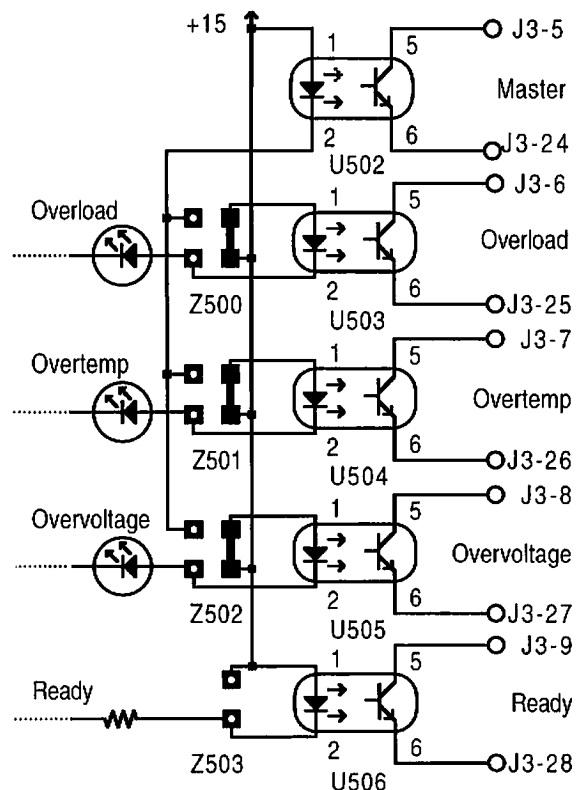 +15
1
5
J3-5
Master
2
6
J3-24
U502
Overload
1
5
J3-6
Overload
2
6
J3-25
Z500
U503
Overtemp
1
5
J3-7
Overtemp
2
6
J3-26
Z501
U504
Overvoltage
1
5
J3-8
Overvoltage
2
6
J3-27
Z502
U505
Ready
1
5
J3-9
Ready
2
6
J3-28
Z503
U506